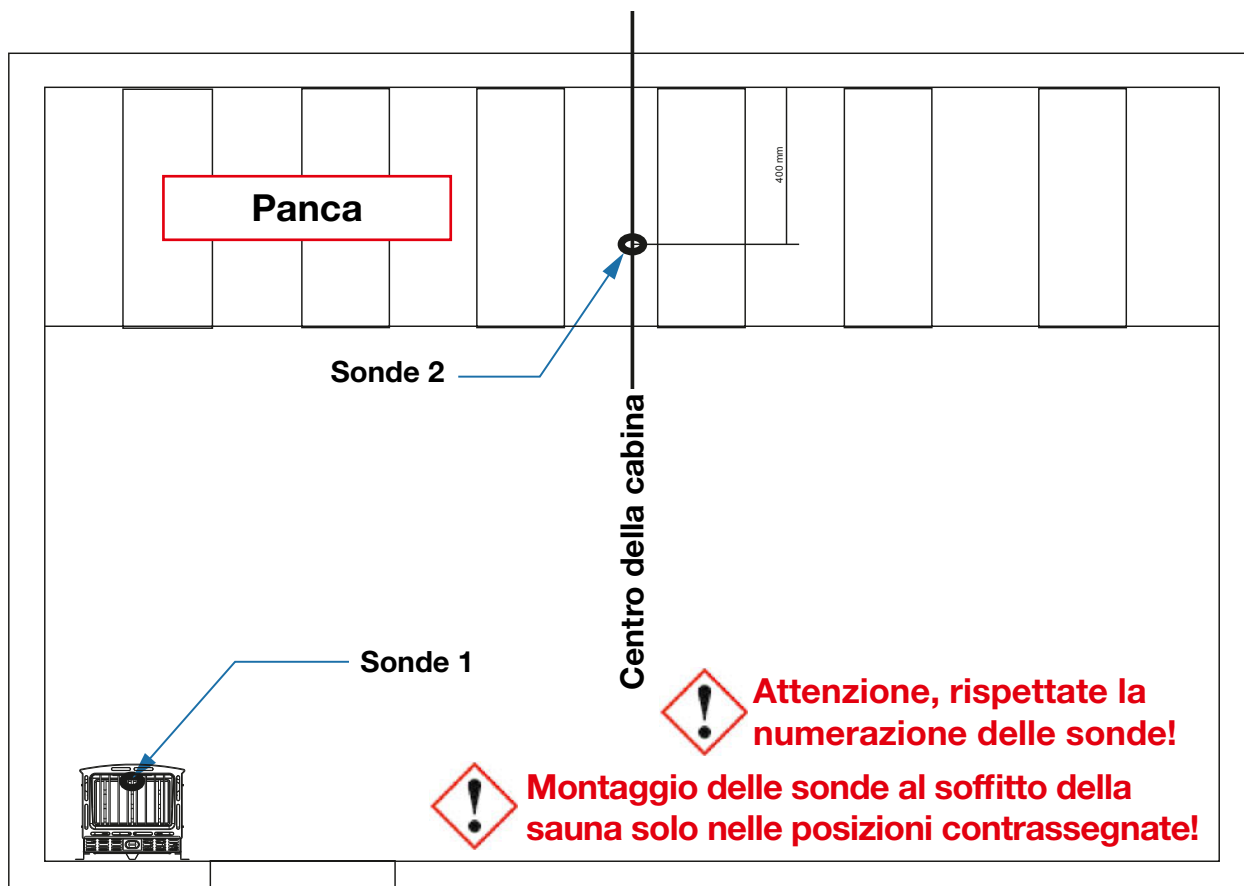 400 mm
Panca
Sonde 2
Centro della cabina
Sonde 1
Attenzione, rispettate la
numerazione delle sonde!
Montaggio delle sonde al soffitto della
sauna solo nelle posizioni contrassegnate!